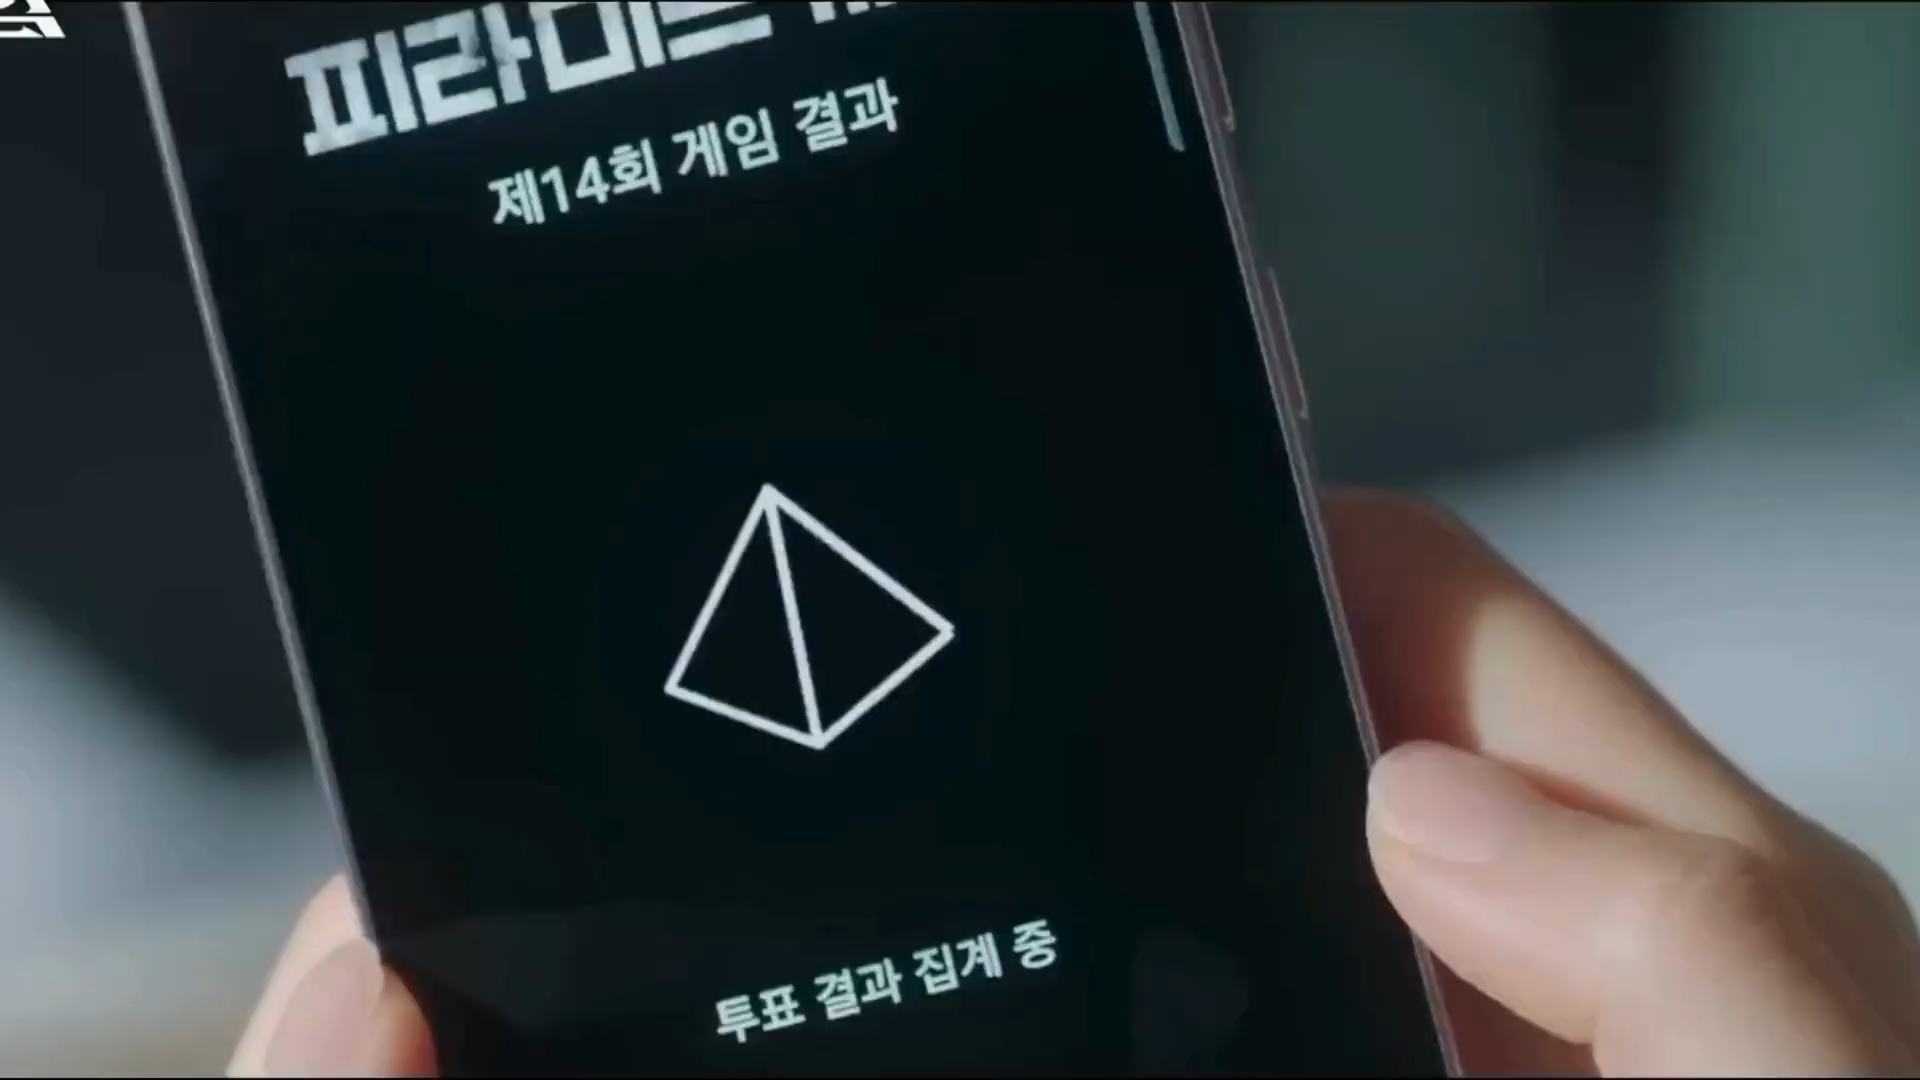 피라미드
제14회 게임 결과
투표 결과 집계 중